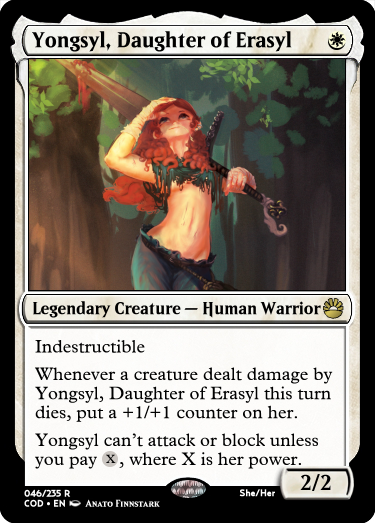 Yongsyl, Daughter of Erasyl
Legendary Creature — Human Warrior
Indestructible
Whenever a creature dealt damage by
Yongsyl, Daughter of Erasyl this turn
dies, put a +1/+1 counter on her.
Yongsyl can't attack or block unless
you pay X, where X is her power.
2/2
046/235 R
She/Her
COD • EN Anato Finnstark